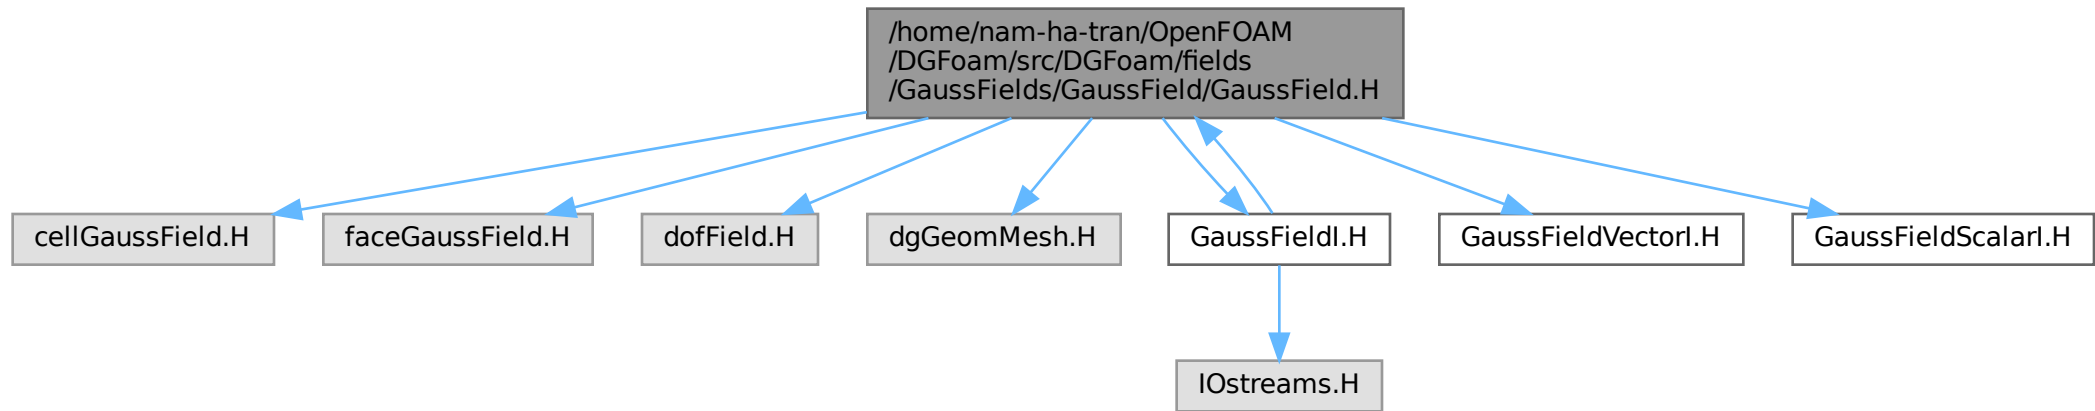 /home/nam-ha-tran/OpenFOAM
/DGFoam/src/DGFoam/fields
/GaussFields/GaussField/GaussField.H
cellGaussField.H
faceGaussField.H
dofField.H
dgGeomMesh.H
GaussFieldI.H
GaussFieldVectorI.H
GaussFieldScalarI.H
IOstreams.H